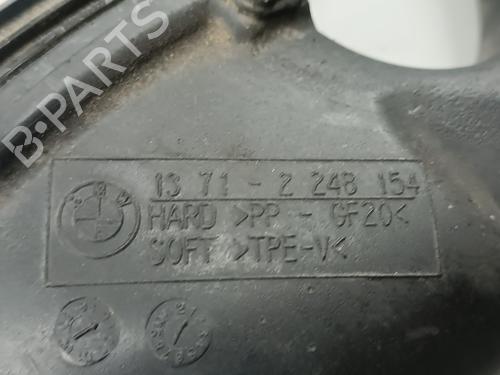 B-PARTS
13 71 - 2 248 154
HARD >PP - GF20<
SOFT >TPE-V<